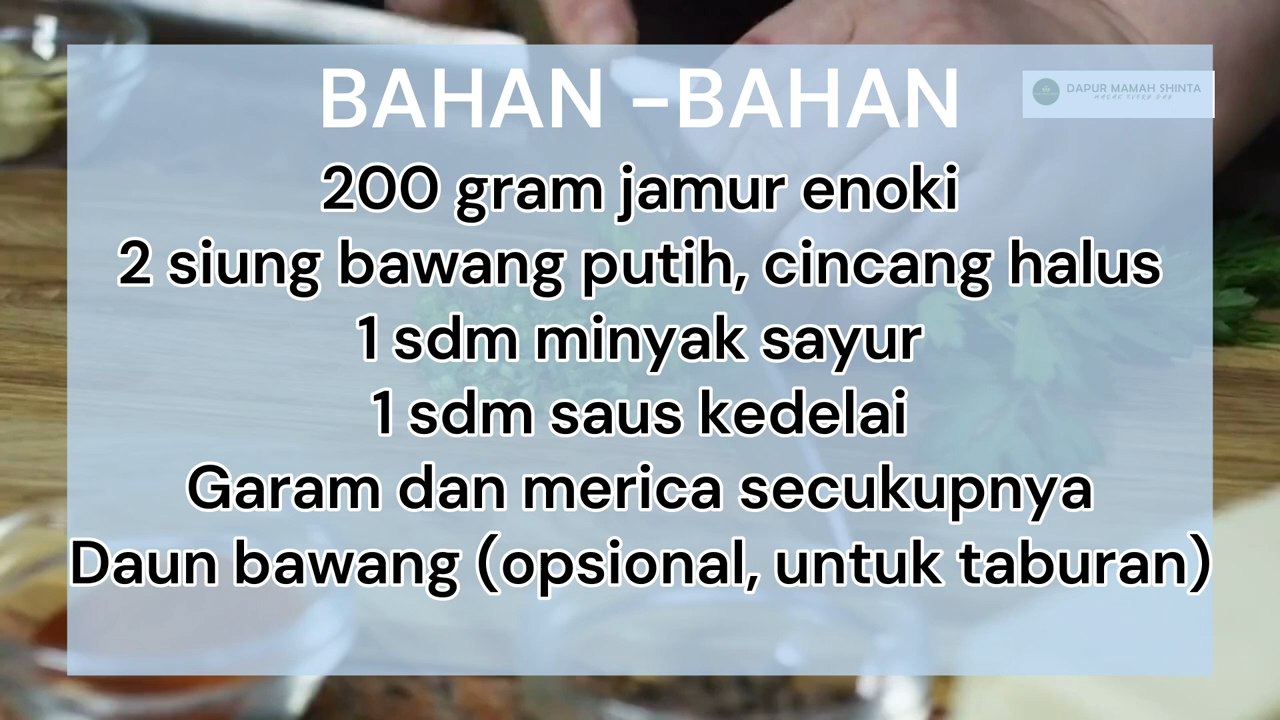 BAHAN -BAHAN
DAPUR MAMAH SHINTA
200 gram jamur enoki
2 siung bawang putih, cincang halus
1 sdm minyak sayur
1 sdm saus kedelai
Garam dan merica secukupnya
Daun bawang (opsional, untuk taburan)